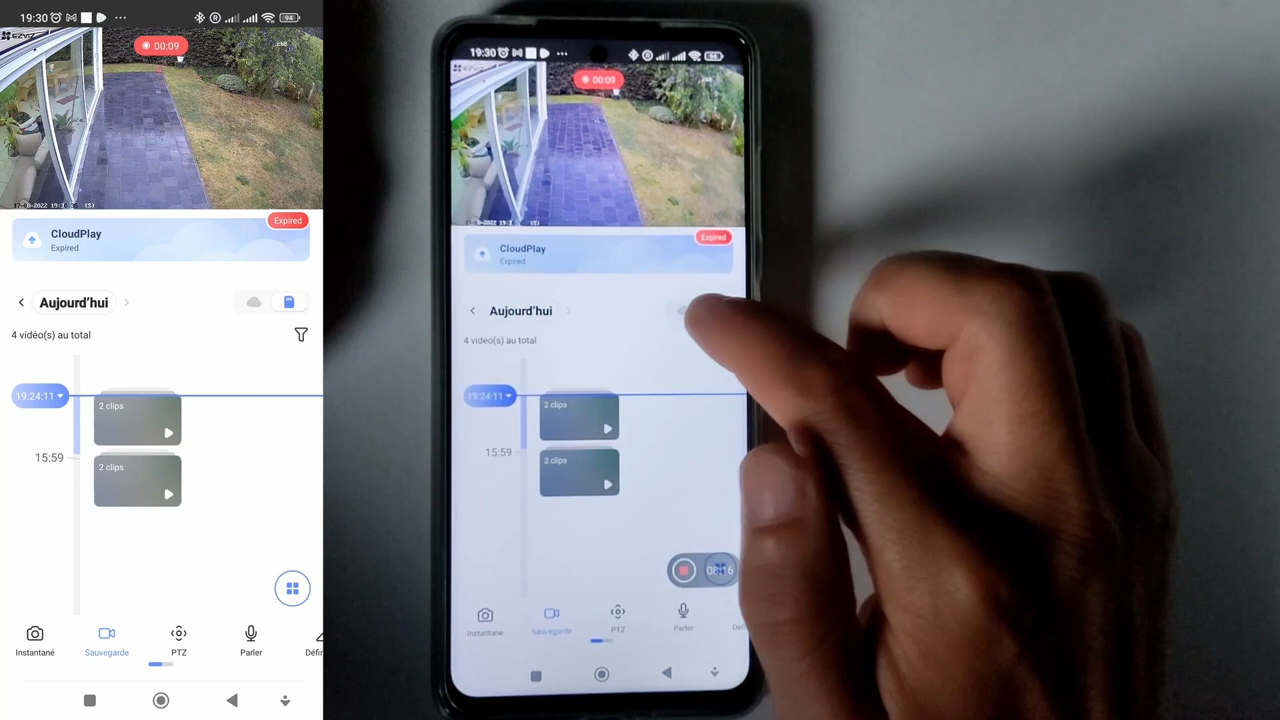 19:30
94
EZVIZ
00:09
Expired
CloudPlay
Expired
Aujourd'hui
4 vidéo(s) au total
19:24:11
2 clips
15:59
2 clips
Instantané
Sauvegarde
PTZ
Parler
19:30
00:09
Expired
CloudPlay
Expired
Aujourd'hui
4 vidéo(s) au total
19:24:11
2 clips
15:59
2 clips
Instantané
Sauvegarde
PTZ
Parler